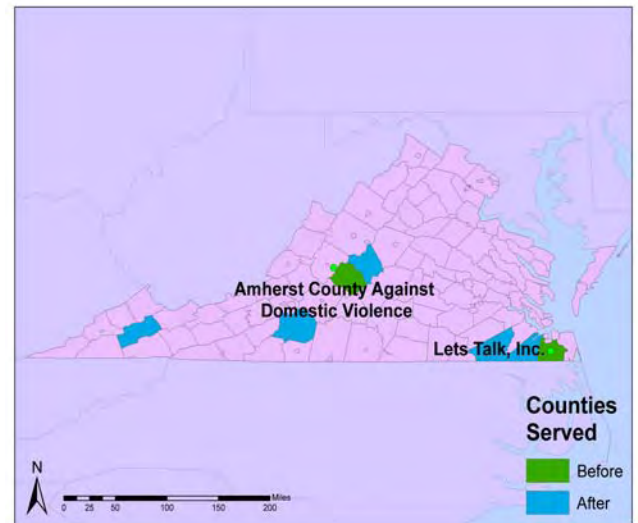 Amherst County Against
Domestic Violence
Lets Talk, Inc.
Counties
Served
Before
After
N
Miles
0 25 50 100 150 200